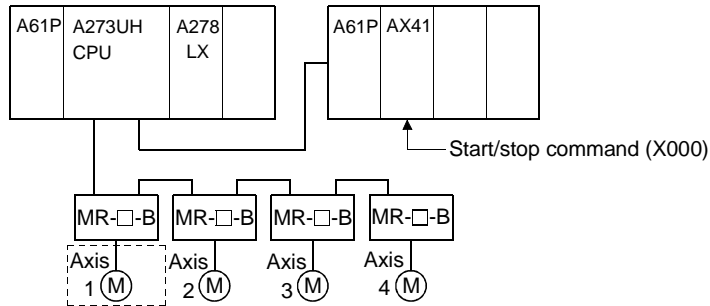 A61P A273UH CPU A278 LX
A61P AX41
Start/stop command (X000)
MR-□-B MR-□-B MR-□-B MR-□-B
Axis 1 M Axis 2 M Axis 3 M Axis 4 M